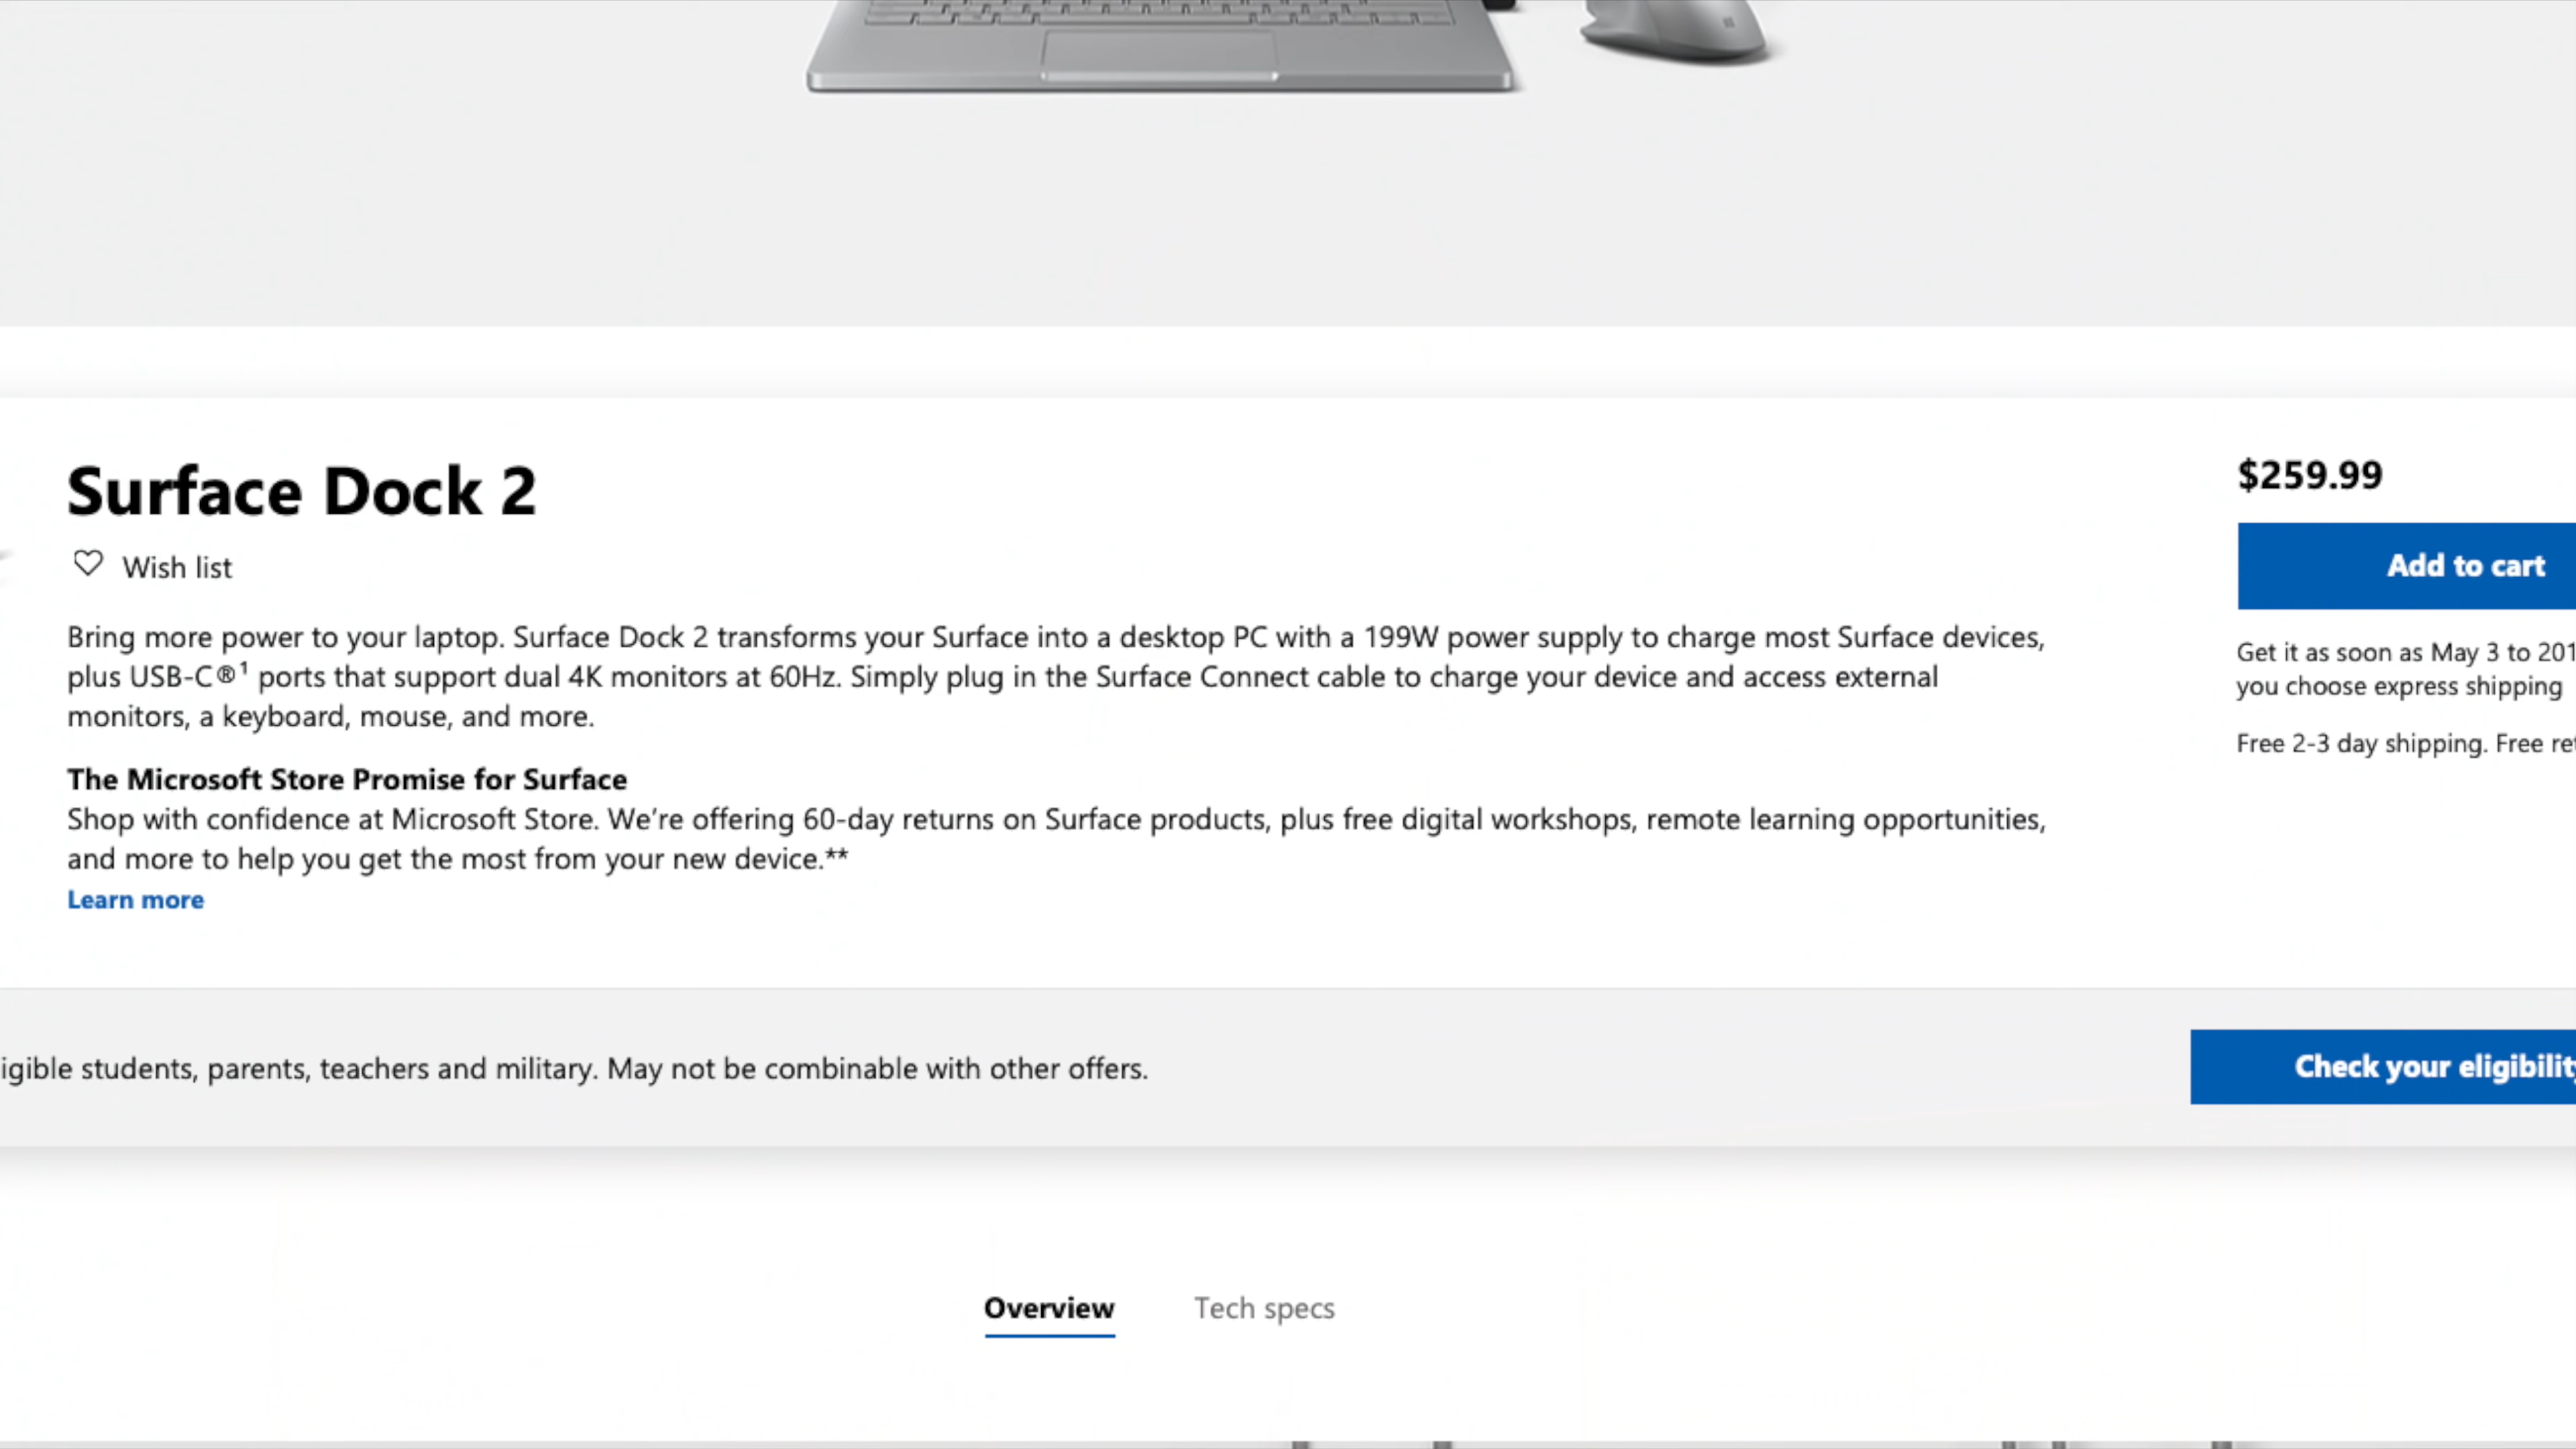 Surface Dock 2
$259.99
Wish list
Add to cart
Bring more power to your laptop. Surface Dock 2 transforms your Surface into a desktop PC with a 199W power supply to charge most Surface devices,
plus USB-C®¹ ports that support dual 4K monitors at 60Hz. Simply plug in the Surface Connect cable to charge your device and access external
monitors, a keyboard, mouse, and more.
Get it as soon as May 3 to 201
you choose express shipping
Free 2-3 day shipping. Free
The Microsoft Store Promise for Surface
Shop with confidence at Microsoft Store. We’re offering 60-day returns on Surface products, plus free digital workshops, remote learning opportunities,
and more to help you get the most from your new device.**
Learn more
igible students, parents, teachers and military. May not be combinable with other offers.
Check your eligibility
Overview
Tech specs